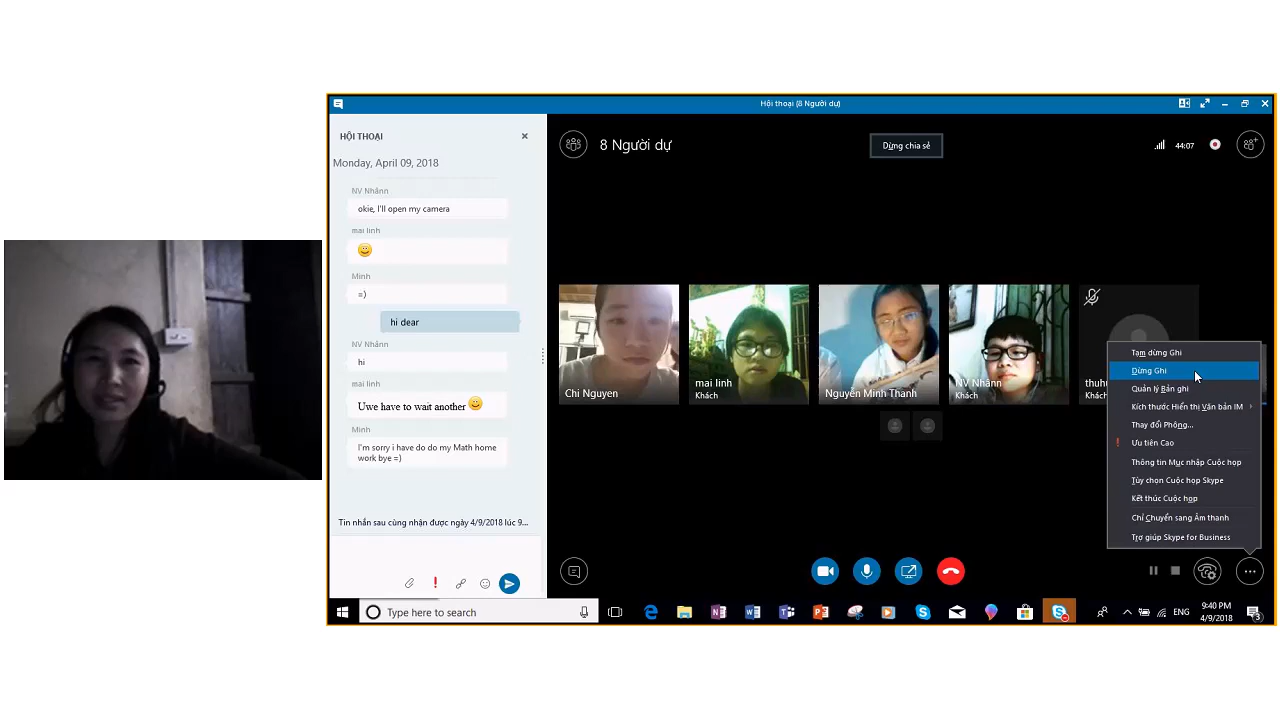 Hội thoại (8 Người dự)
HỘI THOẠI
8 Người dự
Dừng chia sẻ
44:07
Monday, April 09, 2018
NV Nhânn
okie, I'll open my camera
mai linh
Minh
=)
hi dear
NV Nhânn
hi
mai linh
Uwe have to wait another
Minh
I'm sorry i have do do my Math home
work bye =)
Tin nhắn sau cùng nhận được ngày 4/9/2018 lúc 9...
Chi Nguyen
mai linh
Khách
Nguyễn Minh Thanh
NV Nhânn
Khách
thuh
Khách
Tạm dừng Ghi
Dừng Ghi
Quản lý Bản ghi
Kích thước Hiển thị Văn bản IM
Thay đổi Phông...
Ưu tiên Cao
Thông tin Mục nhập Cuộc họp
Tùy chọn Cuộc họp Skype
Kết thúc Cuộc họp
Chỉ Chuyển sang Âm thanh
Trợ giúp Skype for Business
Type here to search
ENG
9:40 PM
4/9/2018
3